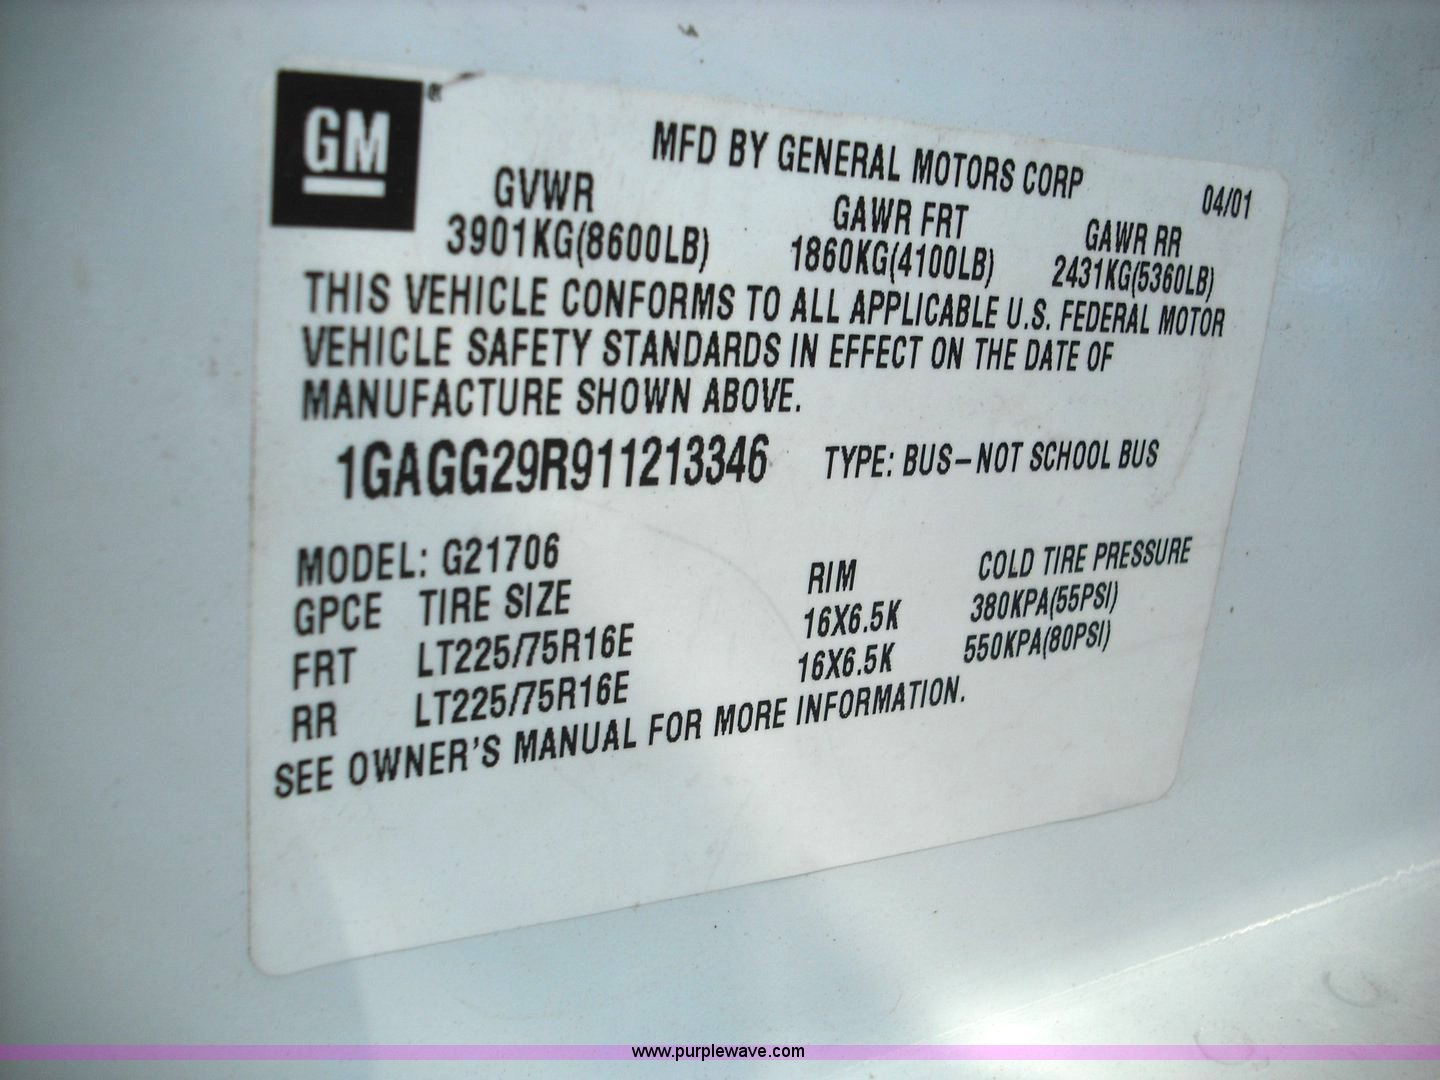 GM ®
MFD BY GENERAL MOTORS CORP 04/01
GVWR GAWR FRT GAWR RR
3901KG(8600LB) 1860KG(4100LB) 2431KG(5360LB)
THIS VEHICLE CONFORMS TO ALL APPLICABLE U.S. FEDERAL MOTOR
VEHICLE SAFETY STANDARDS IN EFFECT ON THE DATE OF
MANUFACTURE SHOWN ABOVE.
1GAGG29R911213346 TYPE: BUS-NOT SCHOOL BUS
MODEL: G21706
GPCE TIRE SIZE RIM COLD TIRE PRESSURE
FRT LT225/75R16E 16X6.5K 380KPA(55PSI)
RR LT225/75R16E 16X6.5K 550KPA(80PSI)
SEE OWNER'S MANUAL FOR MORE INFORMATION.
www.purplewave.com